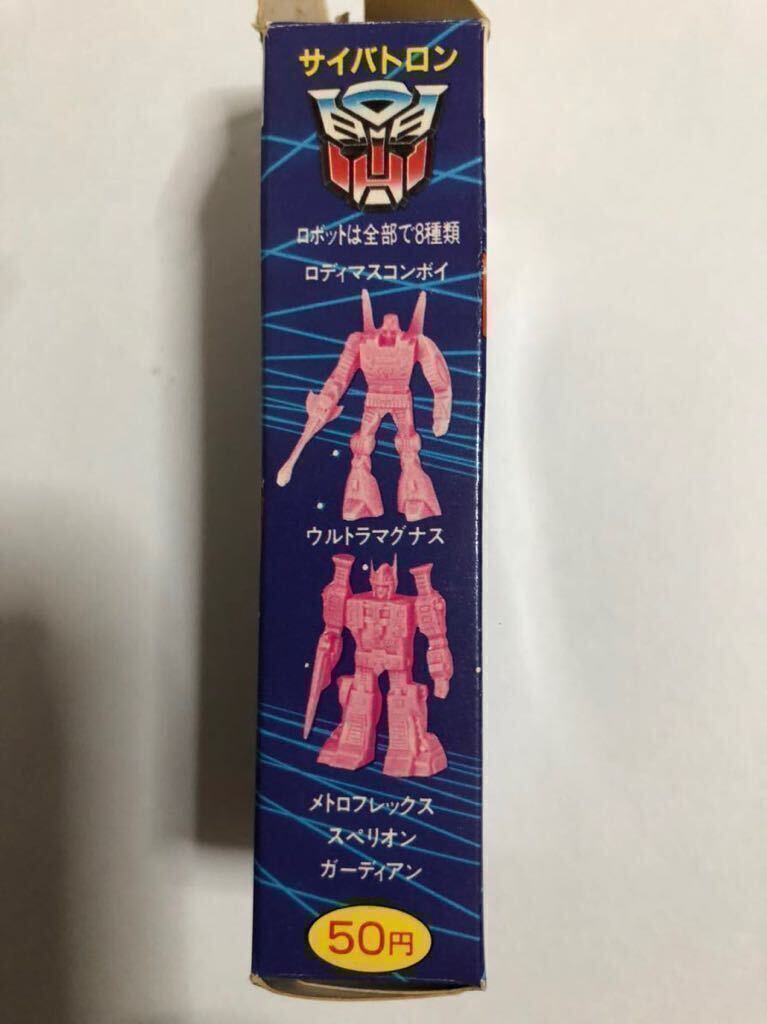 サイバトロン
ロボットは全部で8種類
ロディマスコンボイ
ウルトラマグナス
メトロフレックス
スペリオン
ガーディアン
50円